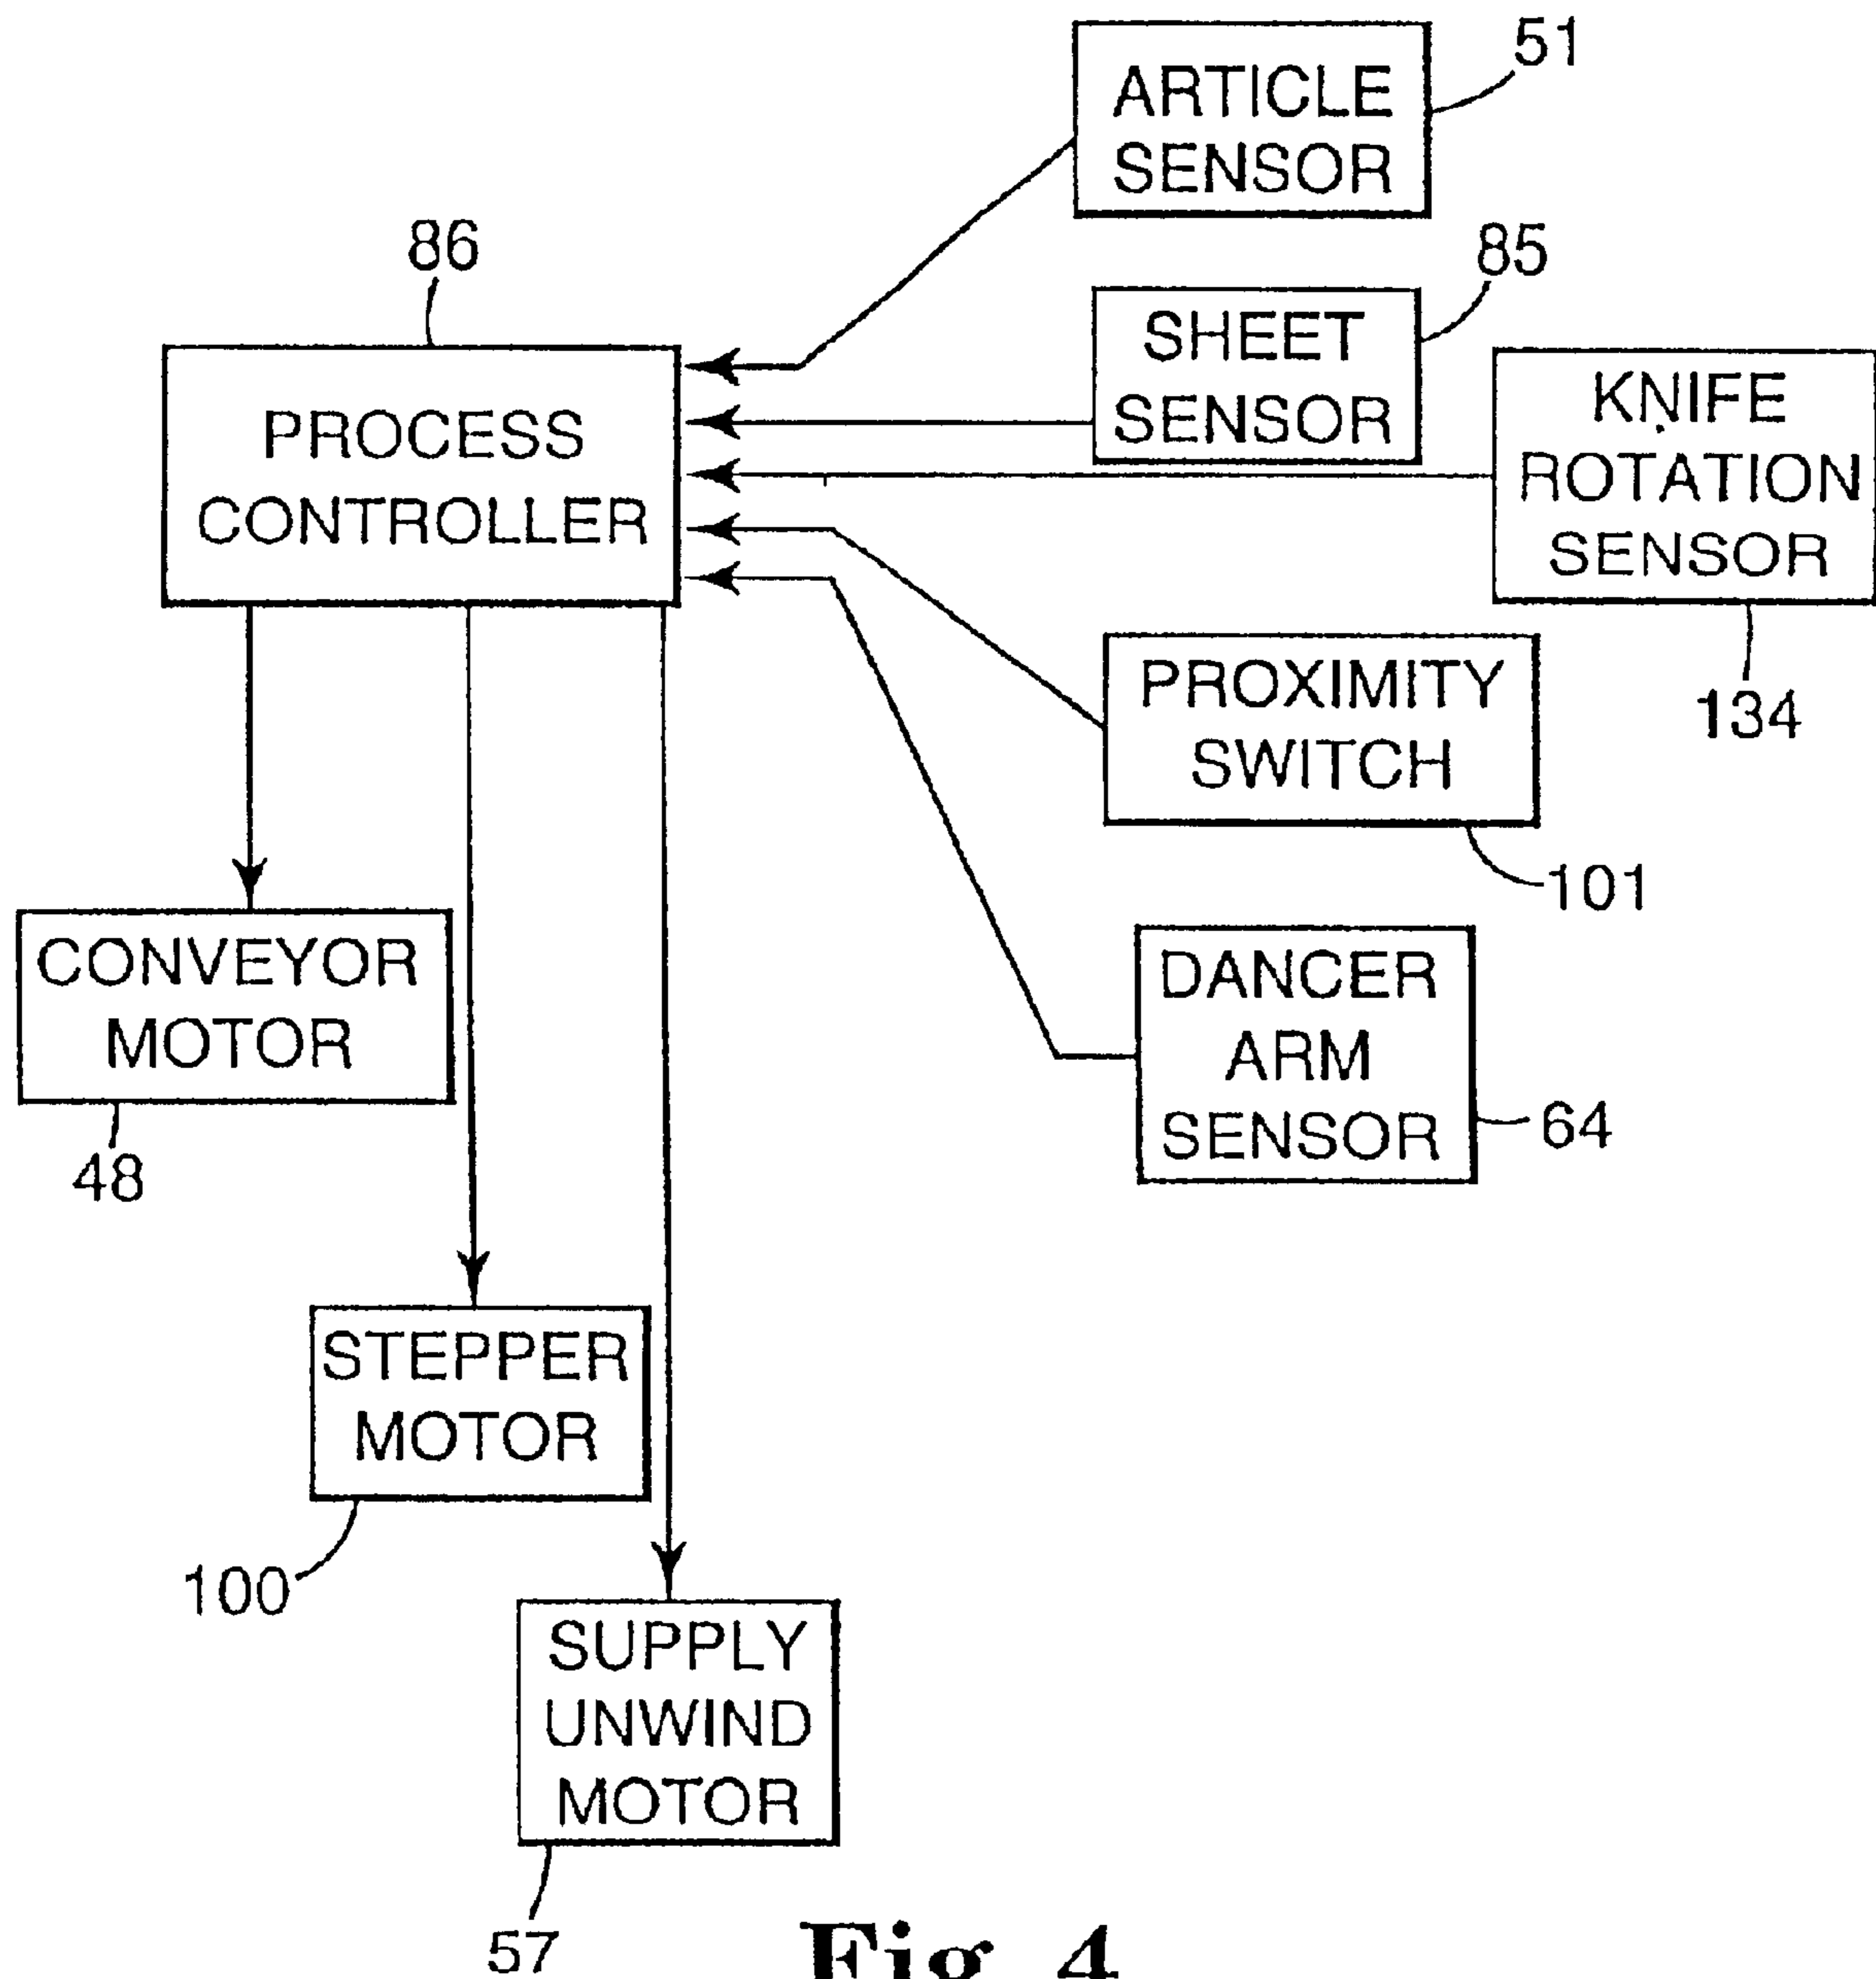 51
ARTICLE
SENSOR
85
86
SHEET
SENSOR
KNIFE
ROTATION
SENSOR
134
PROCESS
CONTROLLER
PROXIMITY
SWITCH
101
CONVEYOR
MOTOR
48
DANCER
ARM
SENSOR
64
STEPPER
MOTOR
100
SUPPLY
UNWIND
MOTOR
57
Fig. 4